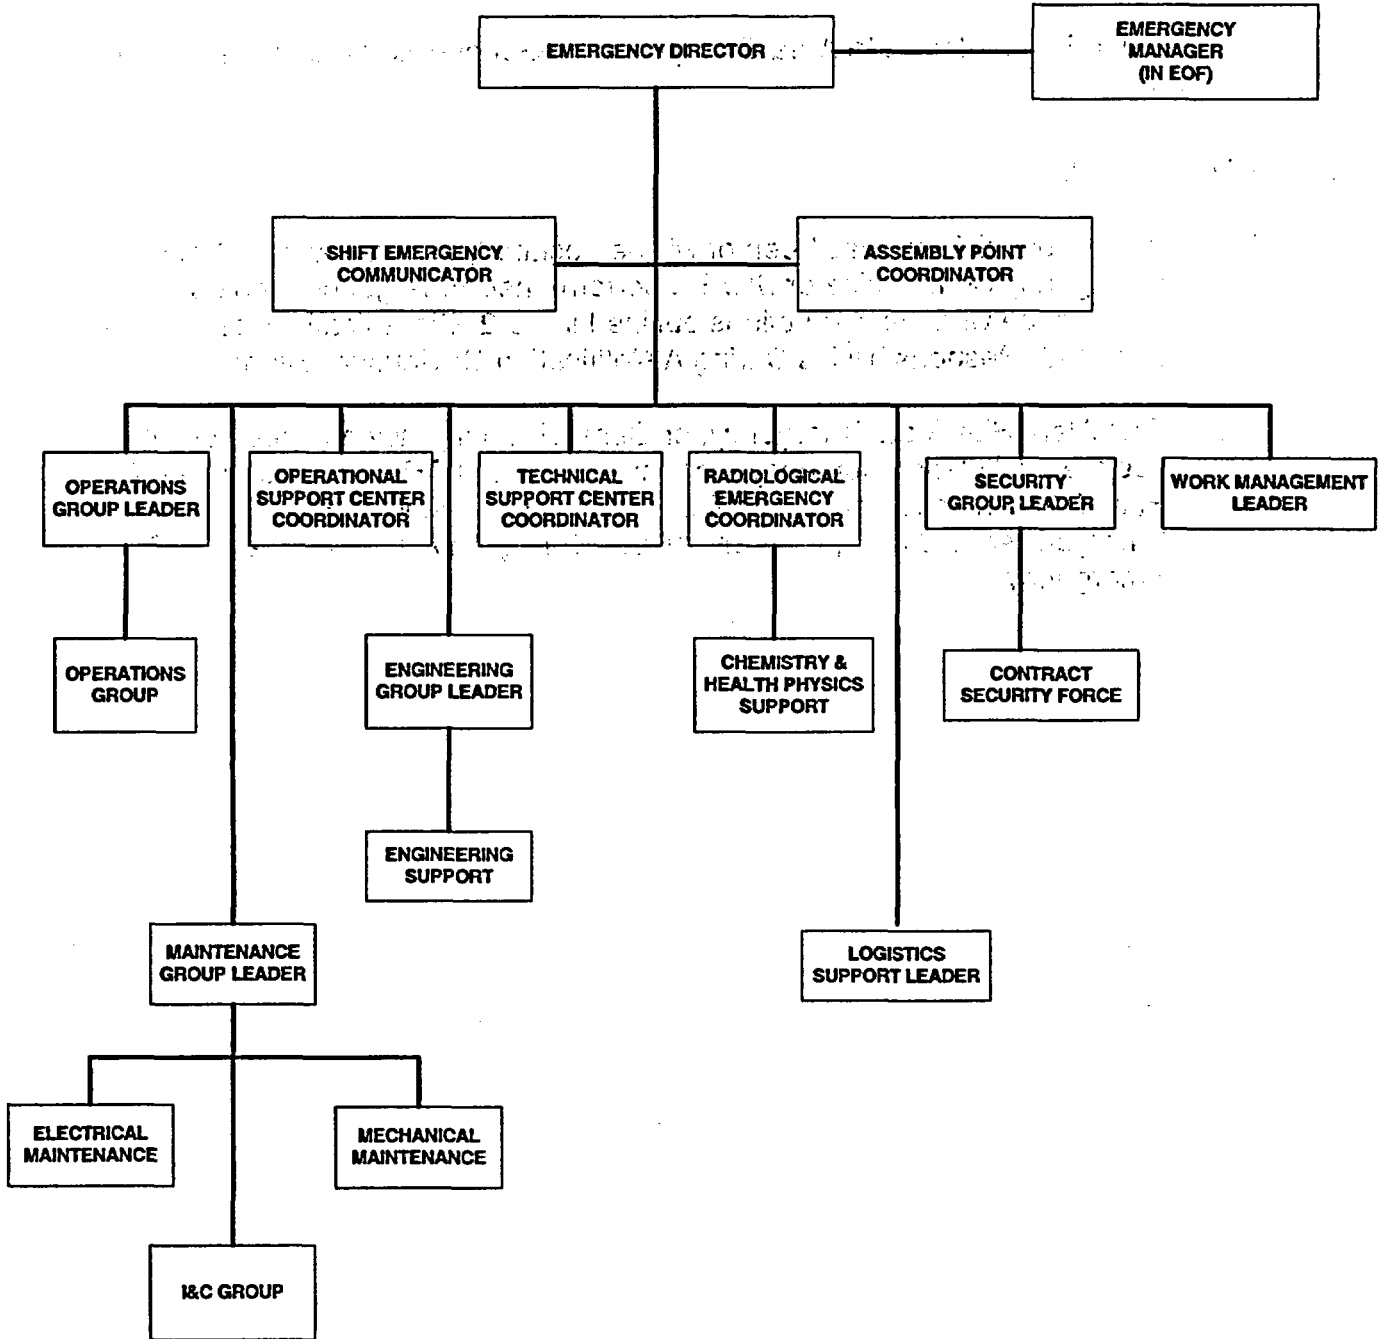 EMERGENCY DIRECTOR
EMERGENCY
MANAGER
(IN EOF)
SHIFT EMERGENCY
COMMUNICATOR
ASSEMBLY POINT
COORDINATOR
OPERATIONS
GROUP LEADER
OPERATIONAL
SUPPORT CENTER
COORDINATOR
TECHNICAL
SUPPORT CENTER
COORDINATOR
RADIOLOGICAL
EMERGENCY
COORDINATOR
SECURITY
GROUP LEADER
WORK MANAGEMENT
LEADER
OPERATIONS
GROUP
ENGINEERING
GROUP LEADER
CHEMISTRY &
HEALTH PHYSICS
SUPPORT
CONTRACT
SECURITY FORCE
ENGINEERING
SUPPORT
MAINTENANCE
GROUP LEADER
LOGISTICS
SUPPORT LEADER
ELECTRICAL
MAINTENANCE
MECHANICAL
MAINTENANCE
I&C GROUP